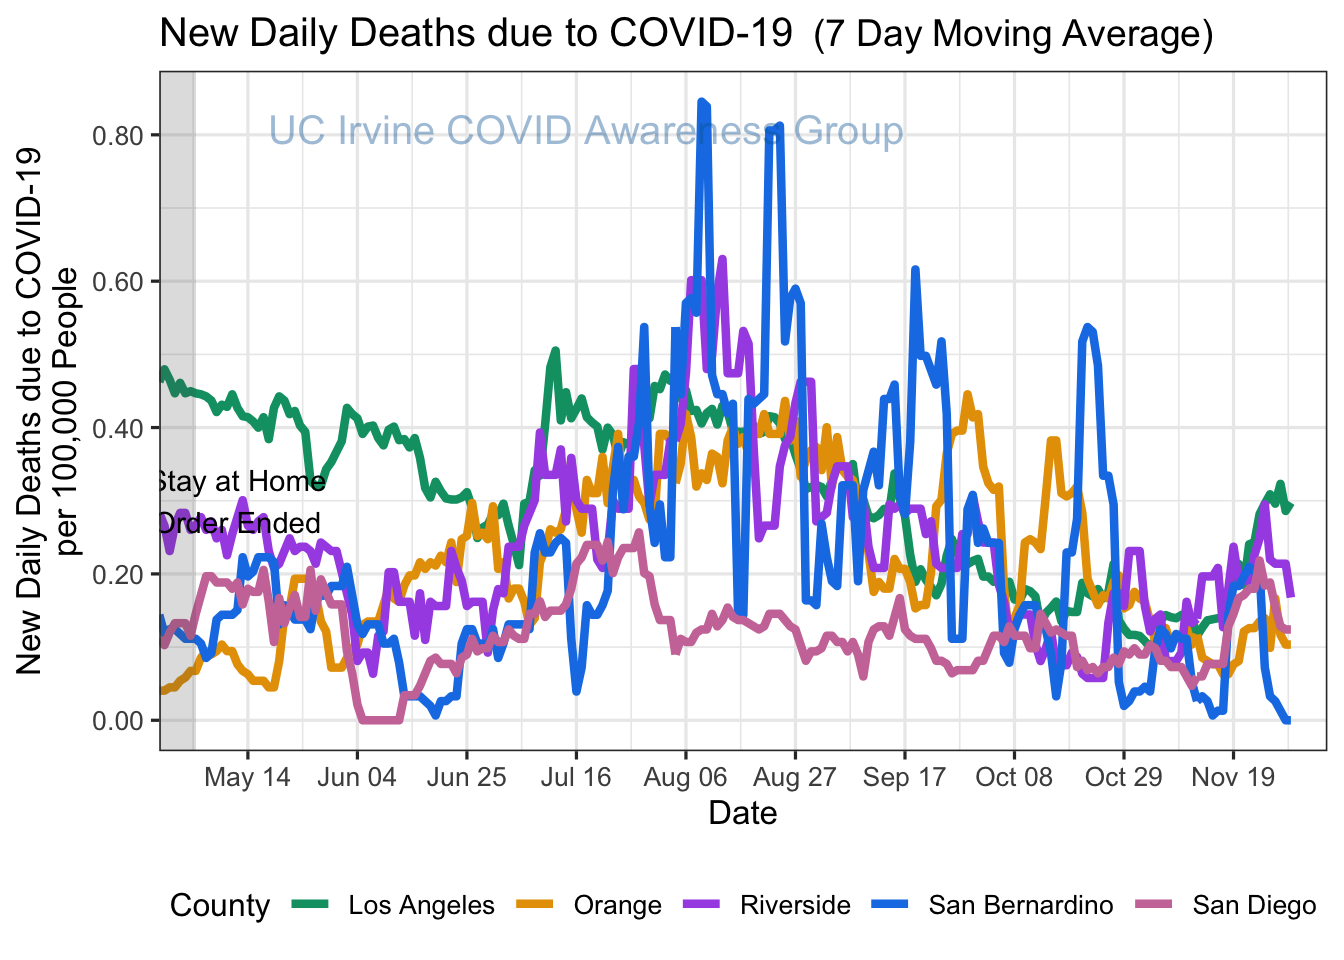 New Daily Deaths due to COVID-19 (7 Day Moving Average)
UC Irvine COVID Awareness Group
New Daily Deaths due to COVID-19
per 100,000 People
0.80
0.60
0.40
0.20
0.00
Stay at Home
Order Ended
May 14 Jun 04 Jun 25 Jul 16 Aug 06 Aug 27 Sep 17 Oct 08 Oct 29 Nov 19
Date
County Los Angeles Orange Riverside San Bernardino San Diego